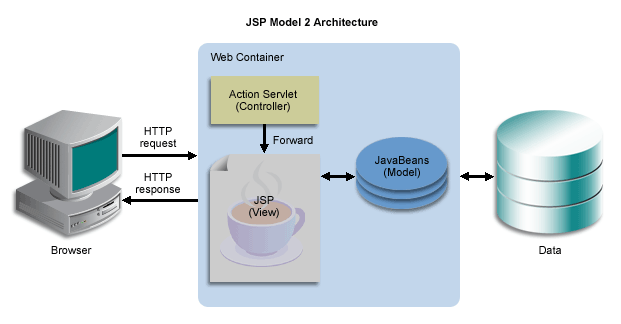 JSP Model 2 Architecture
Web Container
Action Servlet
(Controller)
HTTP
request
Forward
JavaBeans
(Model)
HTTP
response
JSP
(View)
Browser
Data